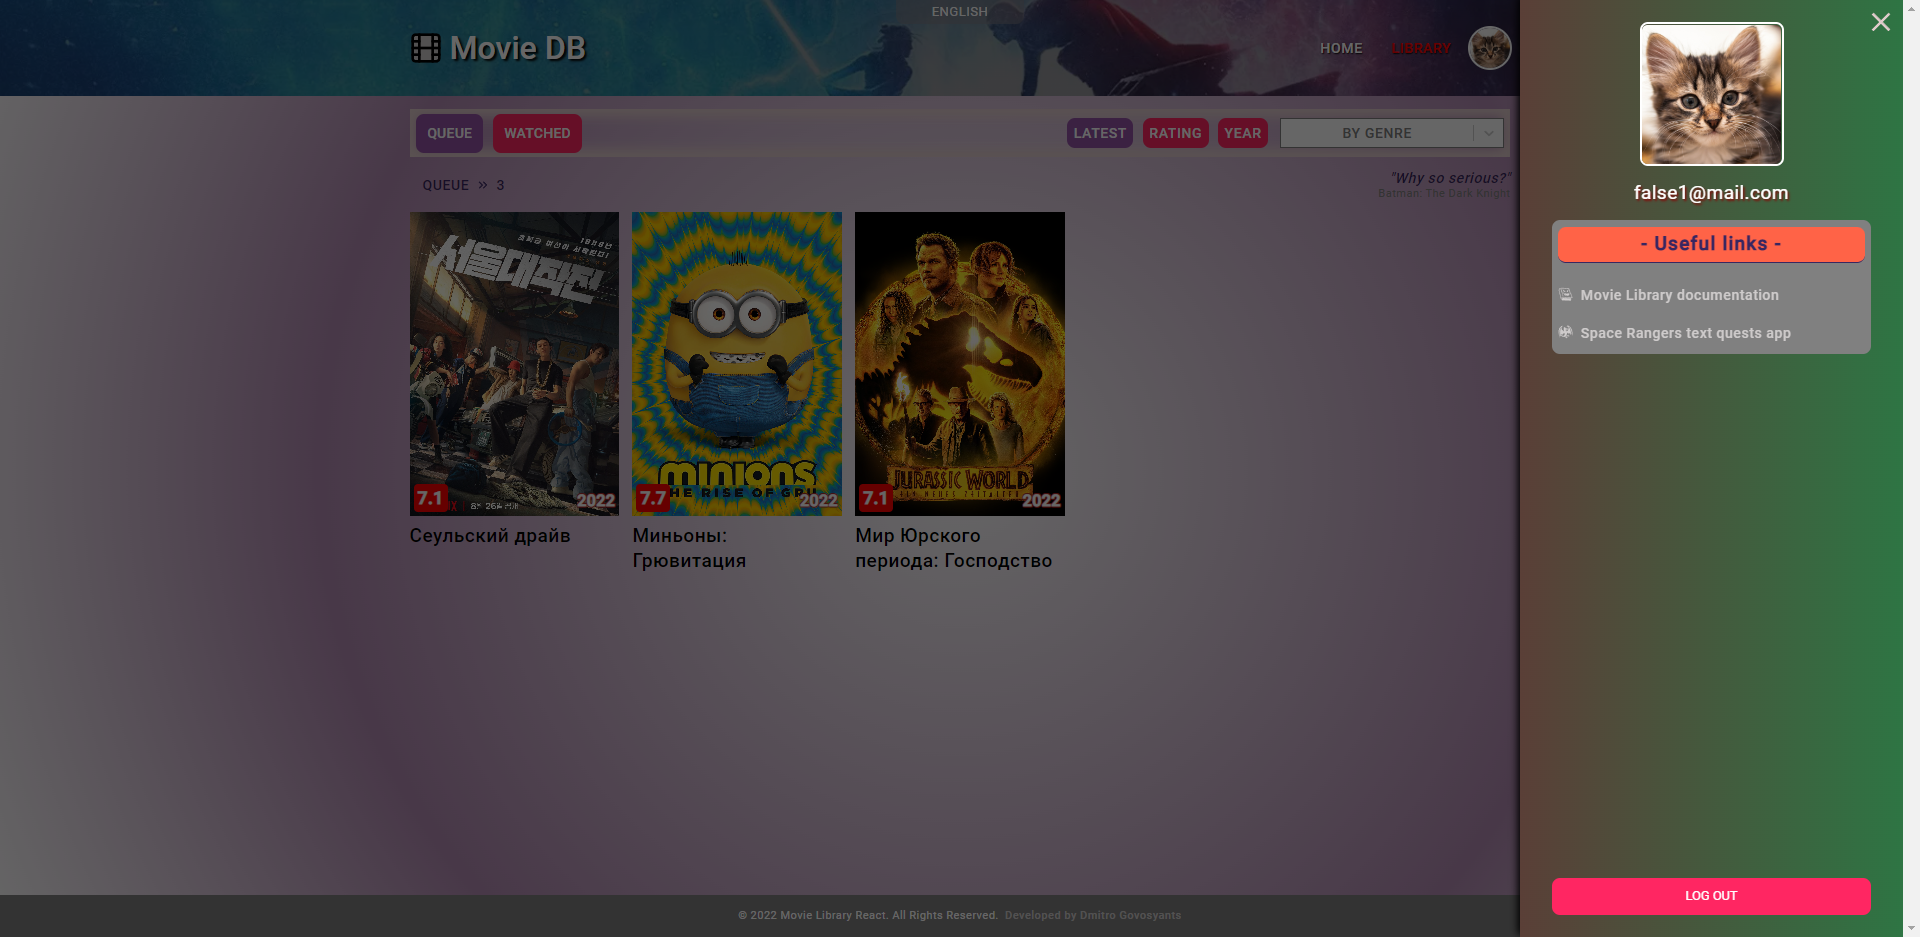 ENGLISH
Movie DB
HOME
LIBRARY
QUEUE
WATCHED
LATEST
RATING
YEAR
BY GENRE
QUEUE » 3
"Why so serious?"
Batman: The Dark Knight
서울대작전
7.1
2022
Сеульский драйв
MINIONS
THE RISE OF GRU
7.7
2022
Миньоны:
Грювитация
JURASSIC WORLD
EIN NEUES ZEITALTER
7.1
2022
Мир Юрского
периода: Господство
false1@mail.com
- Useful links -
Movie Library documentation
Space Rangers text quests app
LOG OUT
© 2022 Movie Library React. All Rights Reserved. Developed by Dmitro Govosyants